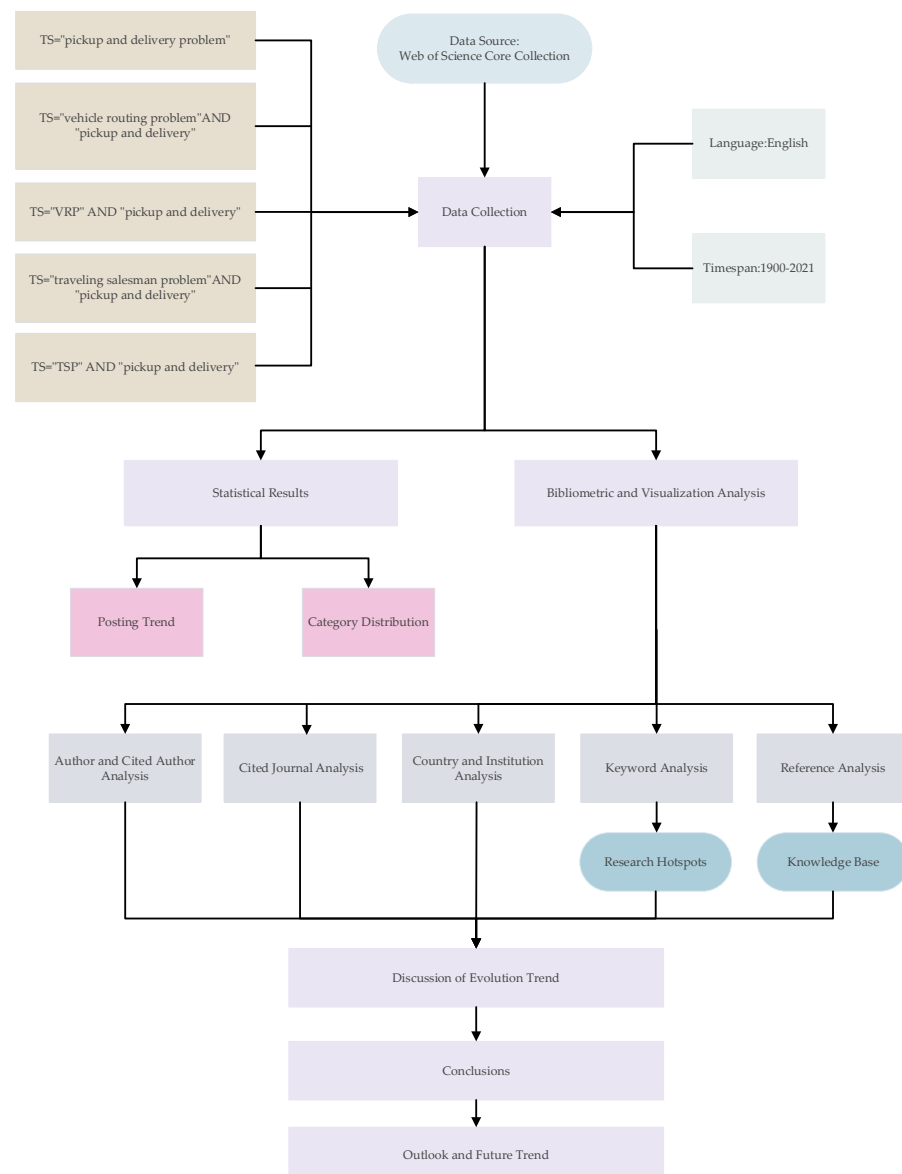 TS="pickup and delivery problem"
Data Source:
Web of Science Core Collection
TS="vehicle routing problem"AND
"pickup and delivery"
Language:English
TS="VRP" AND "pickup and delivery"
Data Collection
TS="traveling salesman problem"AND
"pickup and delivery"
Timespan:1900-2021
TS="TSP" AND "pickup and delivery"
Statistical Results
Bibliometric and Visualization Analysis
Posting Trend
Category Distribution
Author and Cited Author
Analysis
Cited Journal Analysis
Country and Institution
Analysis
Keyword Analysis
Reference Analysis
Research Hotspots
Knowledge Base
Discussion of Evolution Trend
Conclusions
Outlook and Future Trend